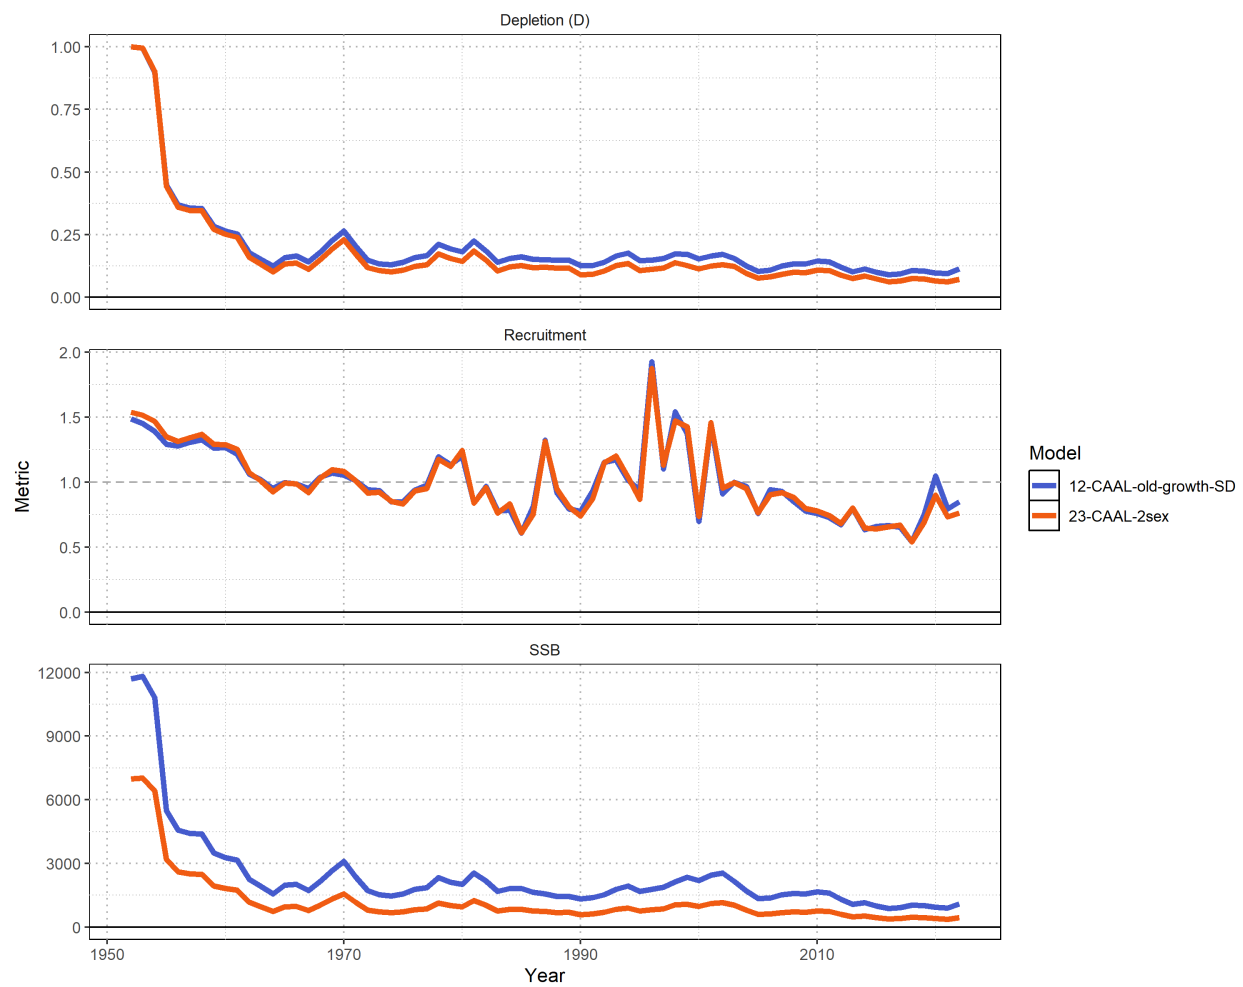 Depletion (D)
1.00
0.75
0.50
0.25
0.00
Recruitment
2.0
1.5
1.0
0.5
0.0
SSB
12000
9000
6000
3000
0
1950
1970
1990
2010
Year
Metric
Model
12-CAAL-old-growth-SD
23-CAAL-2sex